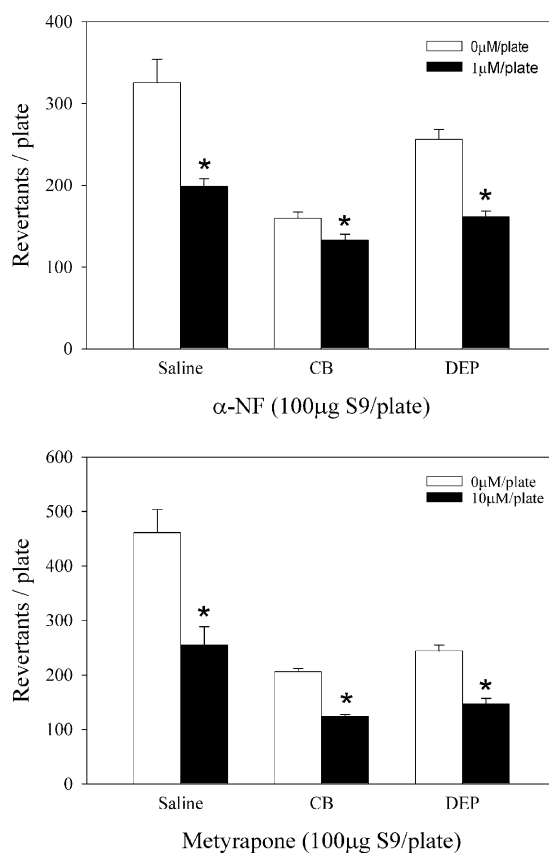 400
300
200
100
0
Revertants / plate
0μM/plate
1μM/plate
*
*
*
Saline CB DEP
α-NF (100μg S9/plate)
600
500
400
300
200
100
0
Revertants / plate
0μM/plate
10μM/plate
*
*
*
Saline CB DEP
Metyrapone (100μg S9/plate)